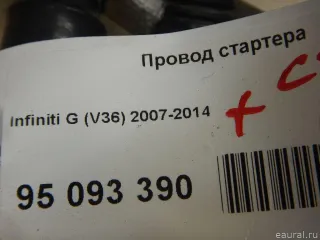 Провод стартера
Infiniti G (V36) 2007-2014
95 093 390
eaural.ru